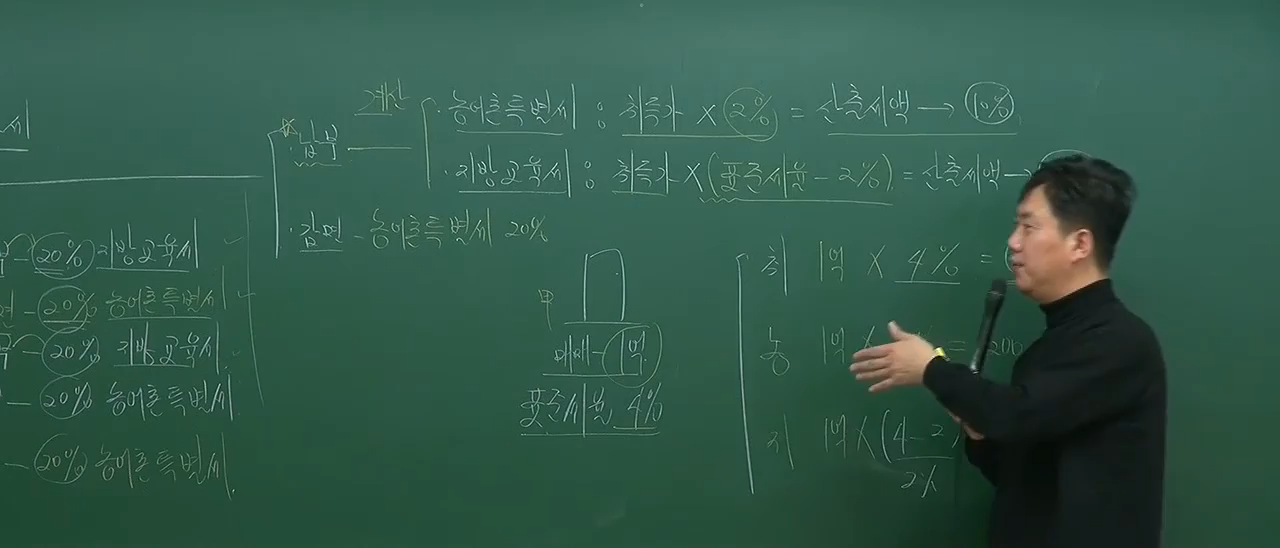 세
계산
농어촌특별세 : 취득가 X 2% = 산출세액 → 10%
납부
지방교육세 : 취득가 X (표준세율 - 2%) = 산출세액 →
감면 - 농어촌특별세 20%
- 20% 지방교육세
- 20% 농어촌특별세
- 20% 지방교육세
- 20% 농어촌특별세
- 20% 농어촌특별세
매매 - 1억
표준세율 4%
취 1억 X 4% =
농 1억 X = 200
지 1억 X (4 - 2
2%